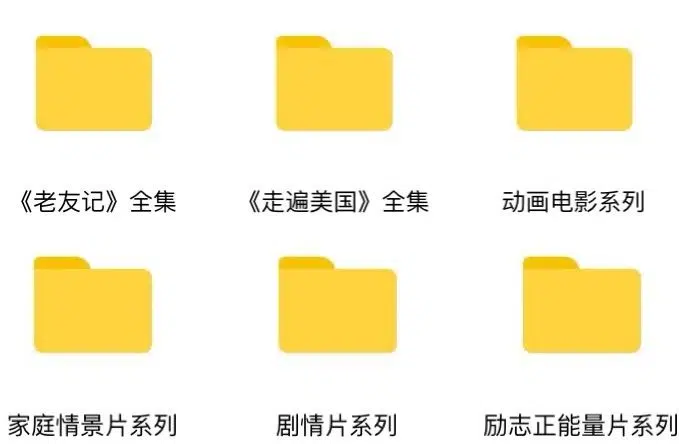 《老友记》全集
《走遍美国》全集
动画电影系列
家庭情景片系列
剧情片系列
励志正能量片系列